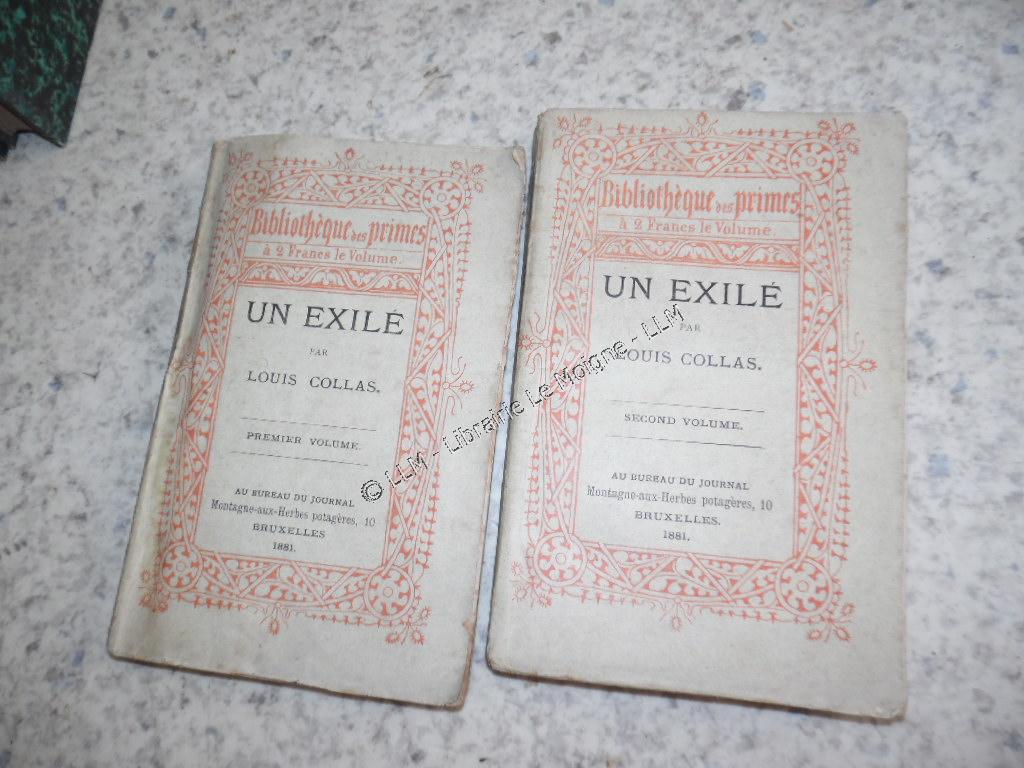 Bibliothèque des primes
à 2 Francs le Volume.
UN EXILÉ
PAR
LOUIS COLLAS.
PREMIER VOLUME.
AU BUREAU DU JOURNAL
Montagne-aux-Herbes potagères, 10
BRUXELLES
1881.
Bibliothèque des primes
à 2 Francs le Volume.
UN EXILÉ
PAR
LOUIS COLLAS.
SECOND VOLUME.
AU BUREAU DU JOURNAL
Montagne-aux-Herbes potagères, 10
BRUXELLES.
1881.
© LLM - Librairie Le Moigne - LLM